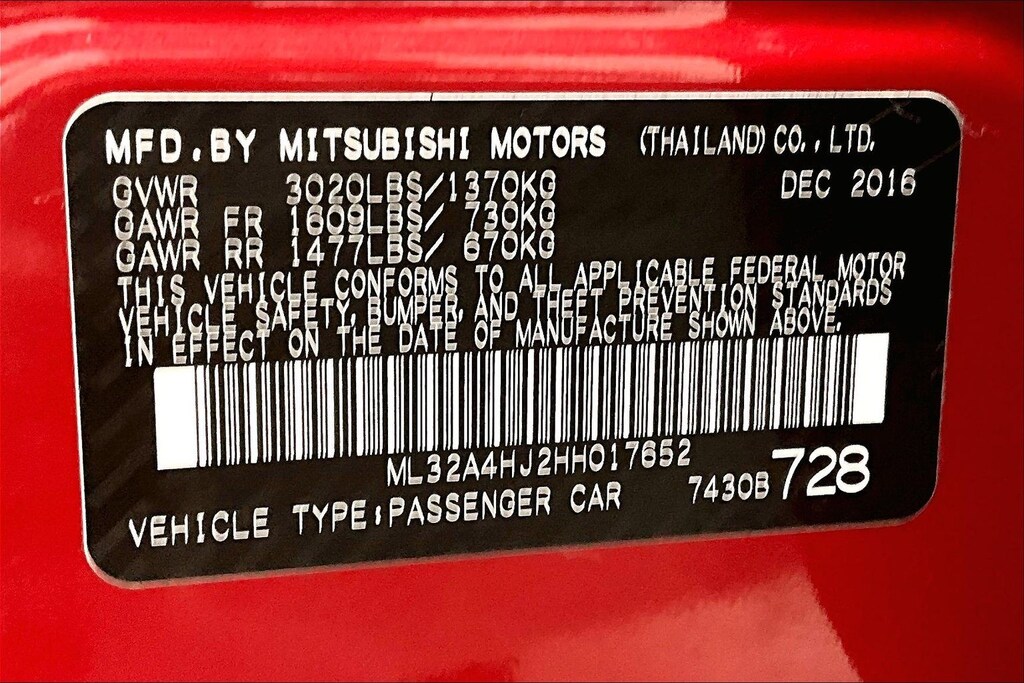 MFD.BY MITSUBISHI MOTORS (THAILAND) CO., LTD.
GVWR 3020LBS/1370KG DEC 2016
GAWR FR 1609LBS/ 730KG
GAWR RR 1477LBS/ 670KG
THIS VEHICLE CONFORMS TO ALL APPLICABLE FEDERAL MOTOR
VEHICLE SAFETY, BUMPER, AND THEFT PREVENTION STANDARDS
IN EFFECT ON THE DATE OF MANUFACTURE SHOWN ABOVE.
ML32A4HJ2HH017652
VEHICLE TYPE:PASSENGER CAR 7430B 728